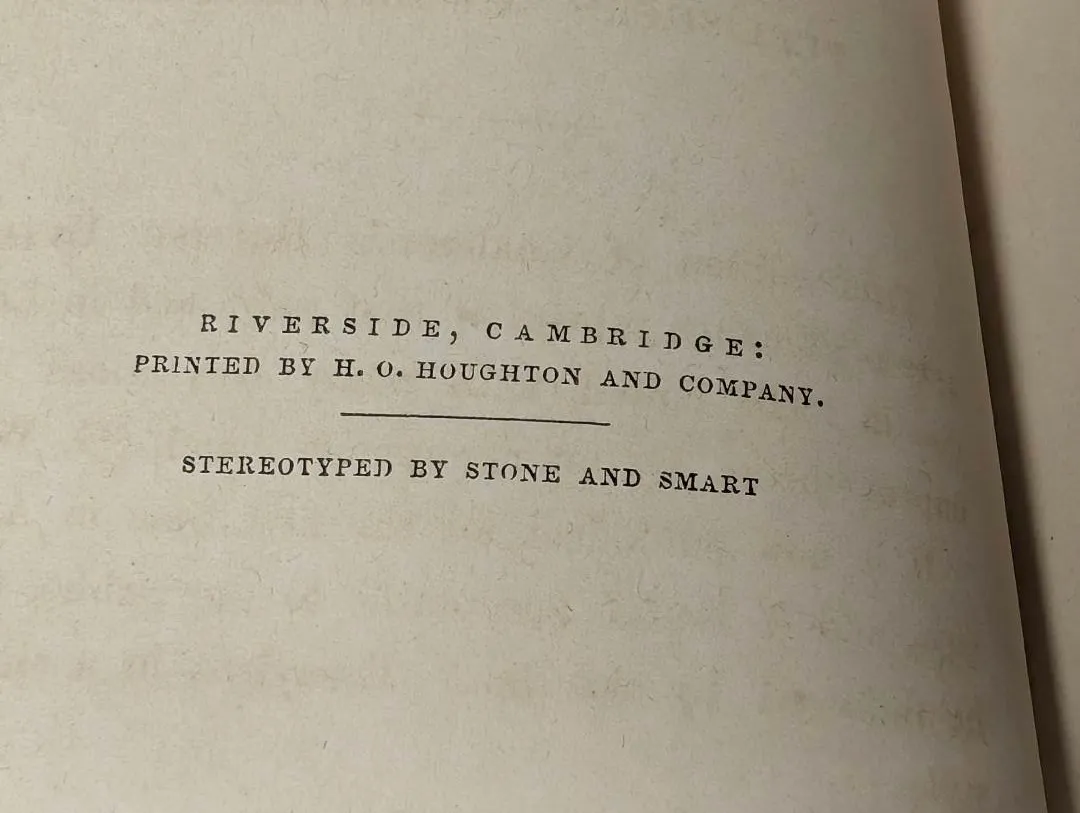 RIVERSIDE, CAMBRIDGE:
PRINTED BY H. O. HOUGHTON AND COMPANY.
STEREOTYPED BY STONE AND SMART